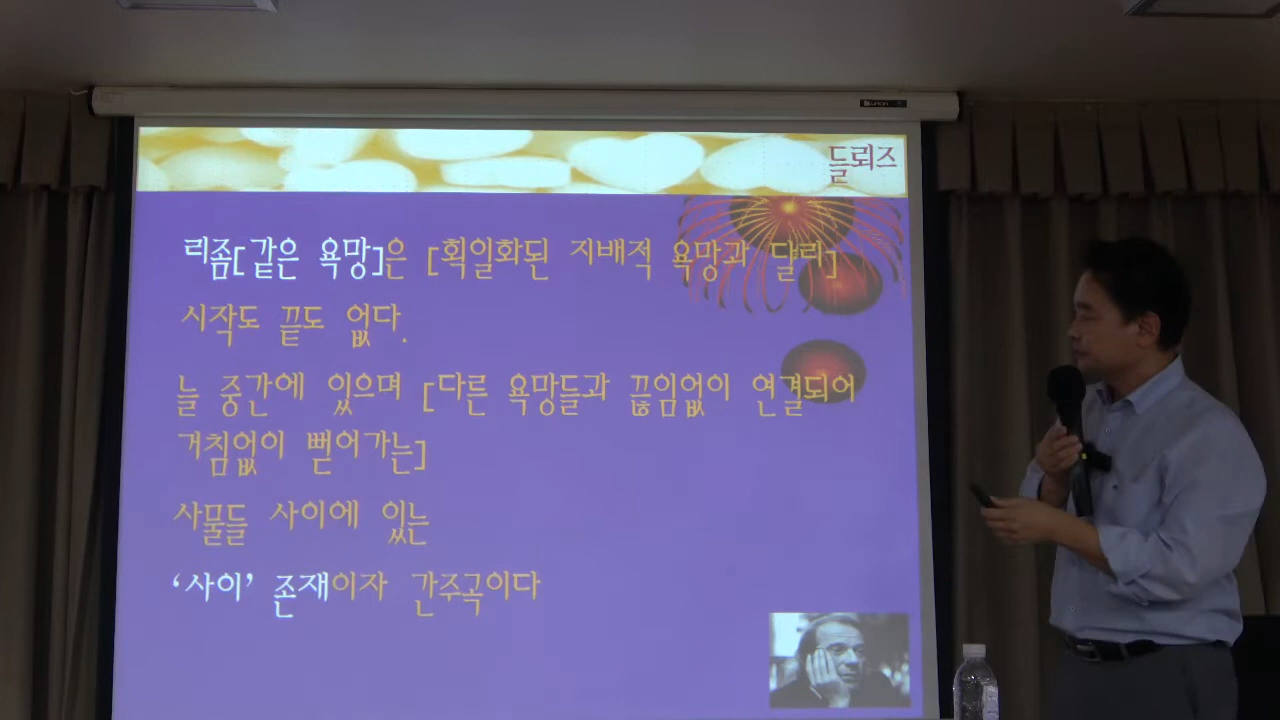 들뢰즈
리좀[같은 욕망]은 [획일화된 지배적 욕망과 달리]
시작도 끝도 없다.
늘 중간에 있으며 [다른 욕망들과 끊임없이 연결되어
거침없이 뻗어가는]
사물들 사이에 있는
‘사이’ 존재이자 간주곡이다